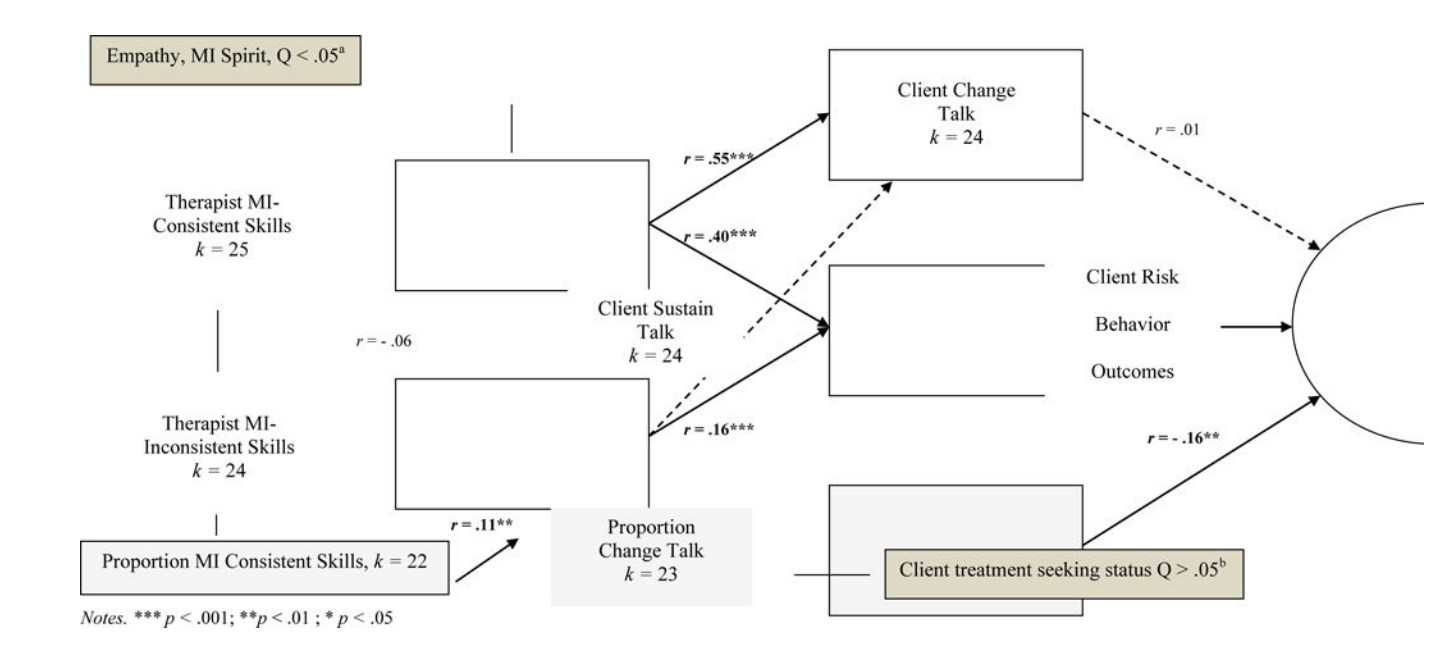 Empathy, MI Spirit, Q < .05ᵃ
Client Change
Talk
k = 24
r = .01
r = .55***
Therapist MI-
Consistent Skills
k = 25
r = .40***
Client Risk
Behavior
Outcomes
Client Sustain
Talk
k = 24
r = - .06
Therapist MI-
Inconsistent Skills
k = 24
r = .16***
r = - .16**
r = .11**
Proportion
Change Talk
k = 23
Proportion MI Consistent Skills, k = 22
Client treatment seeking status Q > .05ᵇ
Notes. *** p < .001; **p < .01 ; * p < .05